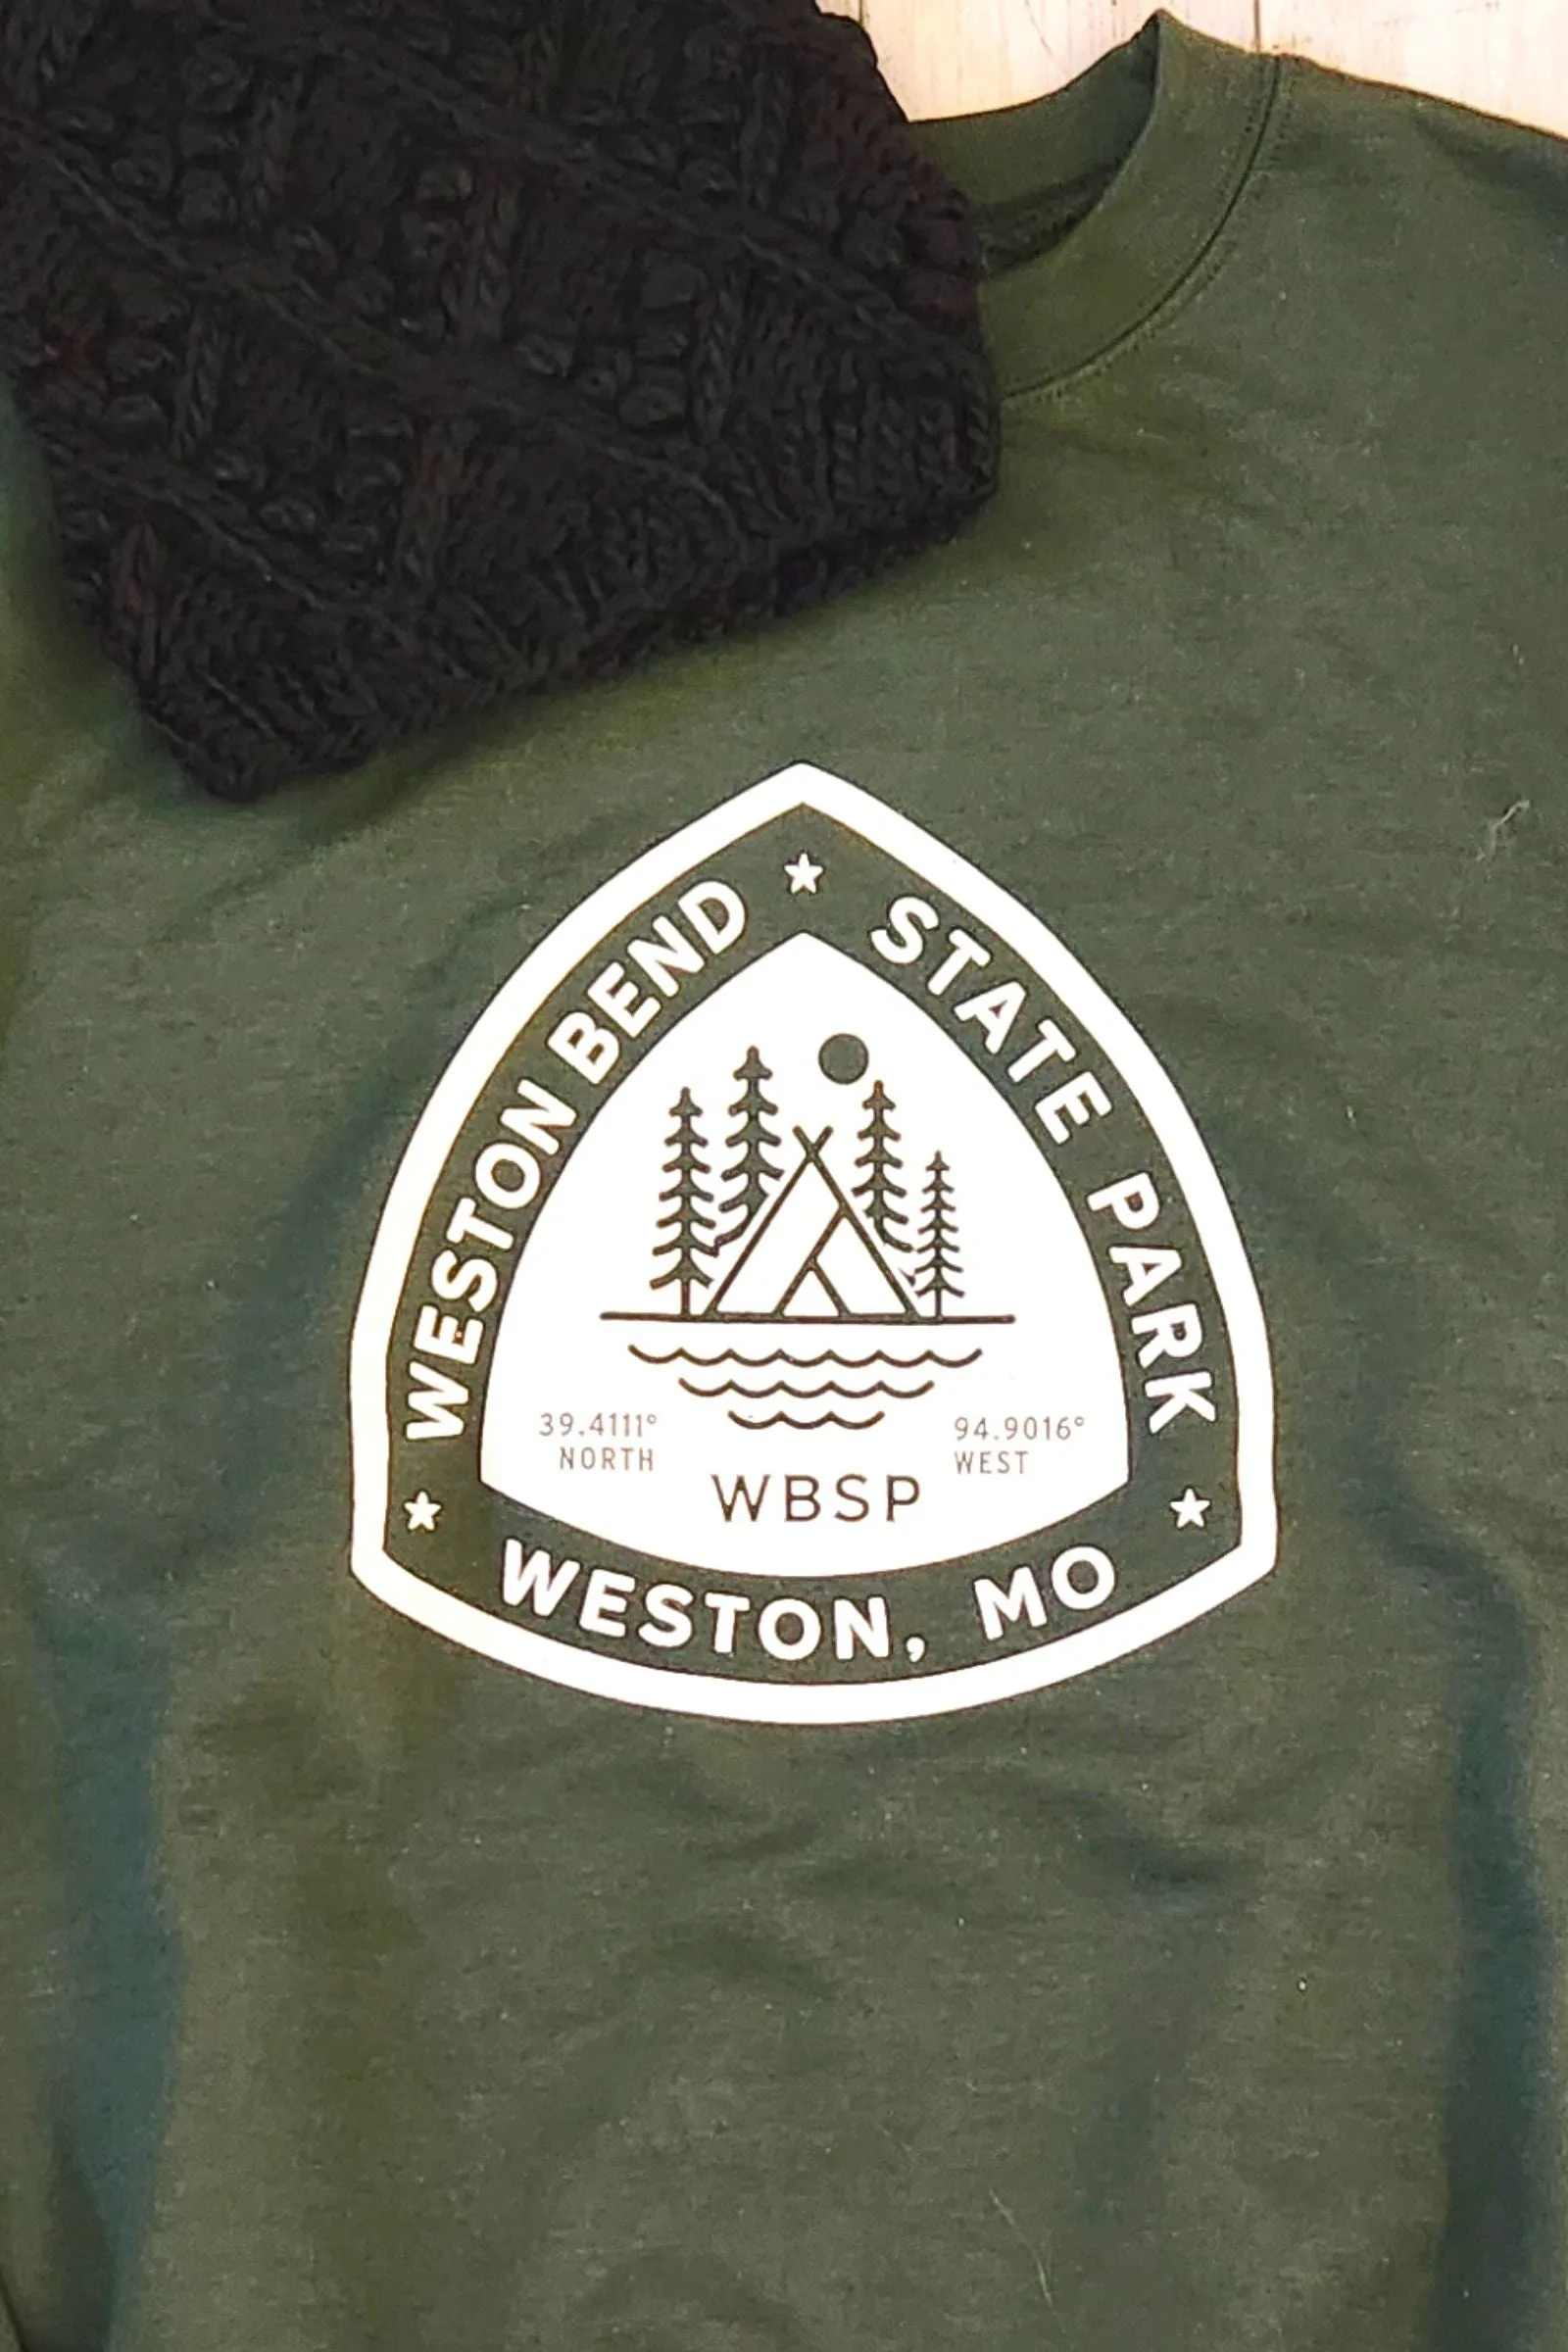 WESTON BEND
STATE PARK
39.4111°
NORTH
94.9016°
WEST
WBSP
WESTON, MO